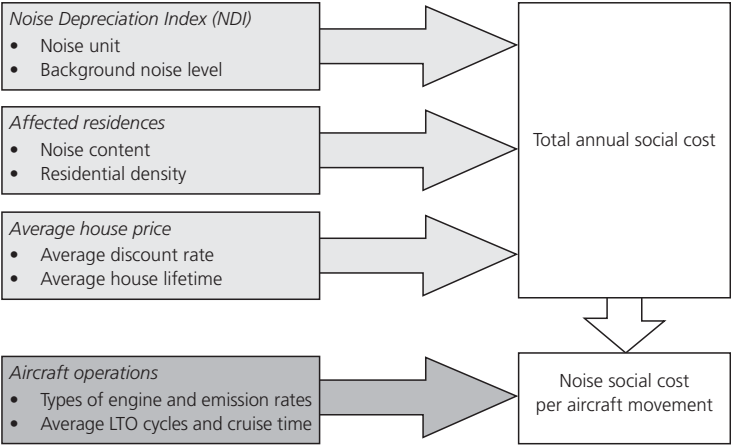 Noise Depreciation Index (NDI)
• Noise unit
• Background noise level
Affected residences
• Noise content
• Residential density
Average house price
• Average discount rate
• Average house lifetime
Total annual social cost
Aircraft operations
• Types of engine and emission rates
• Average LTO cycles and cruise time
Noise social cost
per aircraft movement